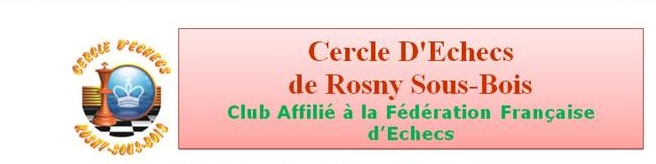 CERCLE D'ECHECS
ROSNY-SOUS-BOIS
Cercle D'Echecs
de Rosny Sous-Bois
Club Affilié à la Fédération Française
d’Echecs